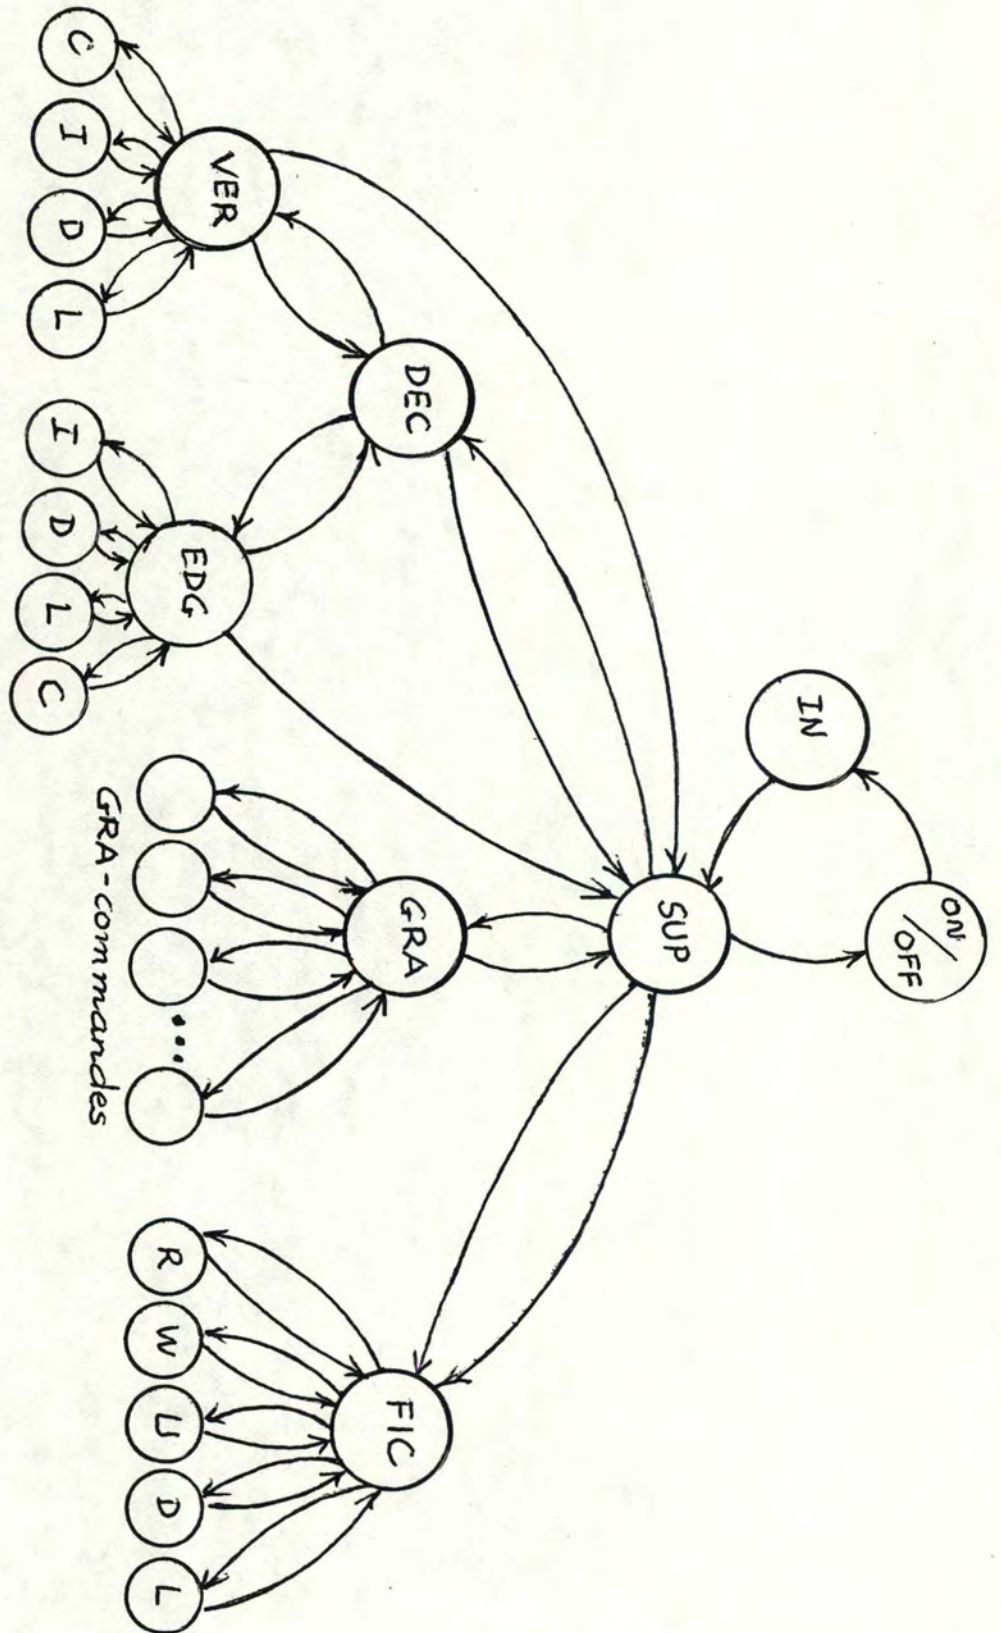 ON/
OFF
IN
SUP
DEC
GRA
FIC
VER
EDG
C
I
D
L
I
D
L
C
R
W
U
D
L
GRA-commandes